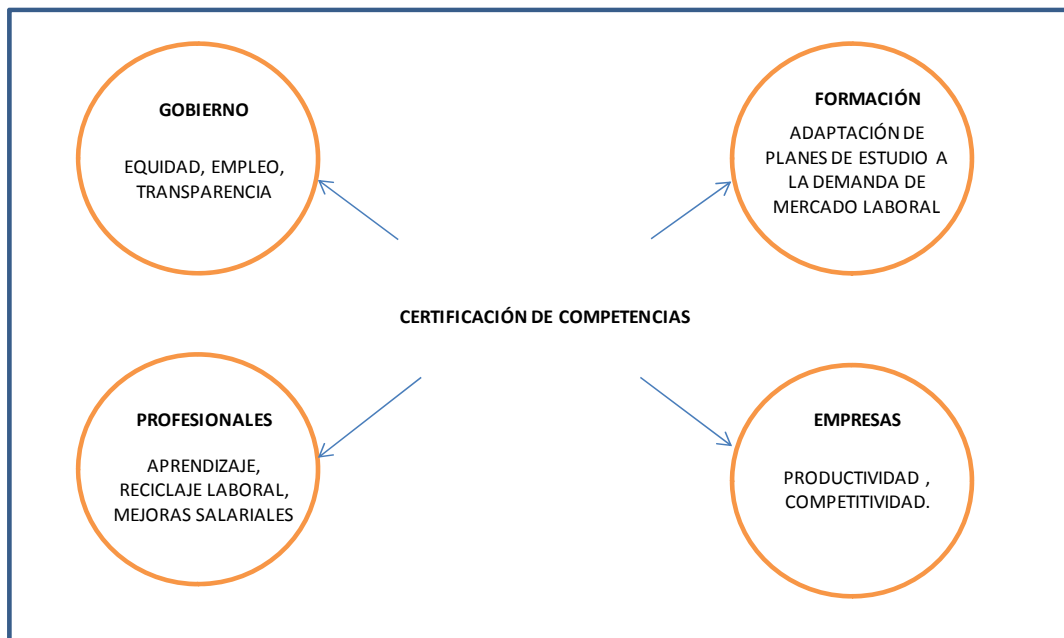 GOBIERNO
EQUIDAD, EMPLEO,
TRANSPARENCIA
FORMACIÓN
ADAPTACIÓN DE
PLANES DE ESTUDIO A
LA DEMANDA DE
MERCADO LABORAL
CERTIFICACIÓN DE COMPETENCIAS
PROFESIONALES
APRENDIZAJE,
RECICLAJE LABORAL,
MEJORAS SALARIALES
EMPRESAS
PRODUCTIVIDAD ,
COMPETITIVIDAD.